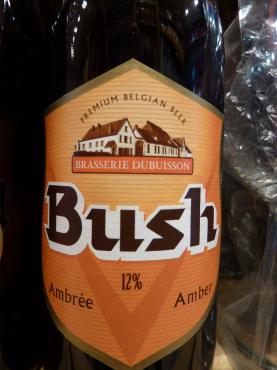 PREMIUM BELGIAN BEER
BRASSERIE DUBUISSON
Bush
12%
Ambrée Amber